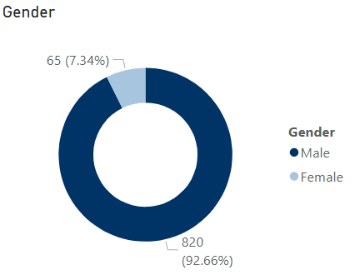 Gender
65 (7.34%)
Gender
Male
Female
820
(92.66%)